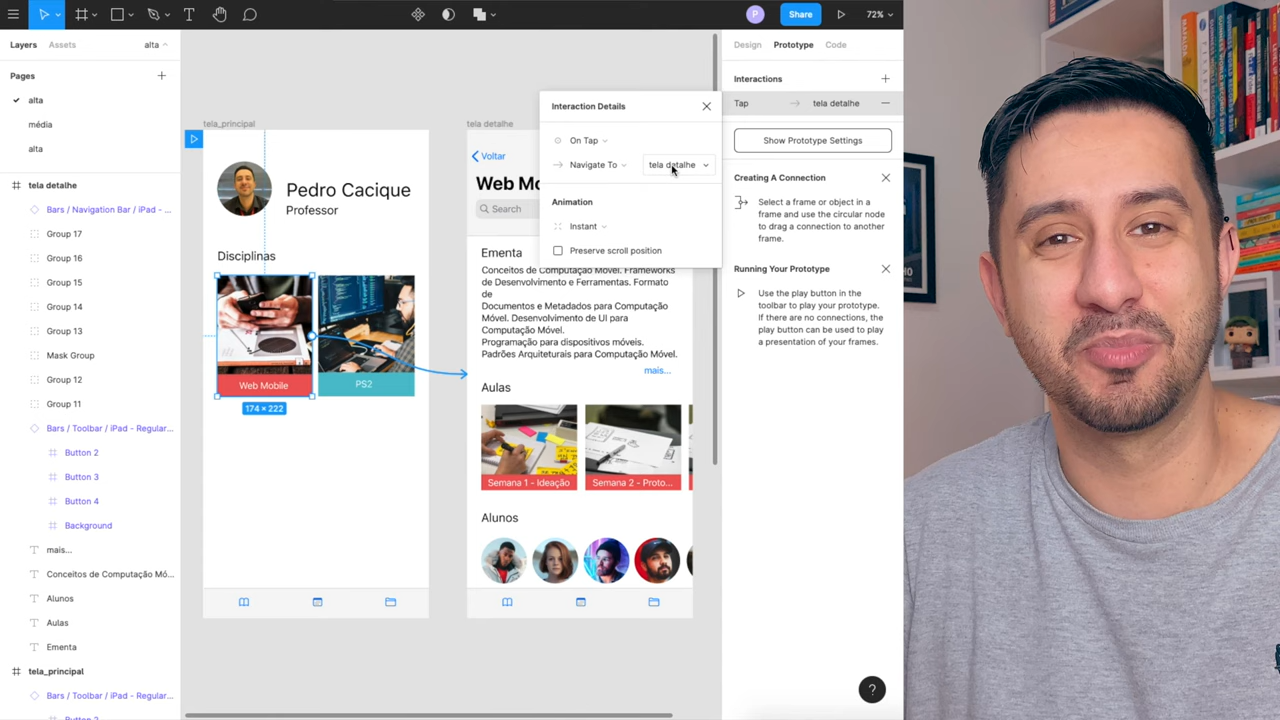 P
Share
72%
Layers
Assets
alta
Pages
alta
média
alta
tela detalhe
Bars / Navigation Bar / iPad - ...
Group 17
Group 16
Group 15
Group 14
Group 13
Mask Group
Group 12
Group 11
Bars / Toolbar / iPad - Regular...
Button 2
Button 3
Button 4
Background
mais...
Conceitos de Computação Mó...
Alunos
Aulas
Ementa
tela_principal
Bars / Toolbar / iPad - Regular...
tela_principal
Pedro Cacique
Professor
Disciplinas
Web Mobile
PS2
174 × 222
tela detalhe
Voltar
Web Mo
Search
Ementa
Conceitos de Computação Móvel. Frameworks
de Desenvolvimento e Ferramentas. Formato
de
Documentos e Metadados para Computação
Móvel. Desenvolvimento de UI para
Computação Móvel.
Programação para dispositivos móveis.
Padrões Arquiteturais para Computação Móvel.
mais...
Aulas
Semana 1 - Ideação
Semana 2 - Proto...
Alunos
Interaction Details
On Tap
Navigate To
tela detalhe
Animation
Instant
Preserve scroll position
Design
Prototype
Code
Interactions
Tap
tela detalhe
Show Prototype Settings
Creating A Connection
Select a frame or object in a
frame and use the circular node
to drag a connection to another
frame.
Running Your Prototype
Use the play button in the
toolbar to play your prototype.
If there are no connections, the
play button can be used to play
a presentation of your frames.
?